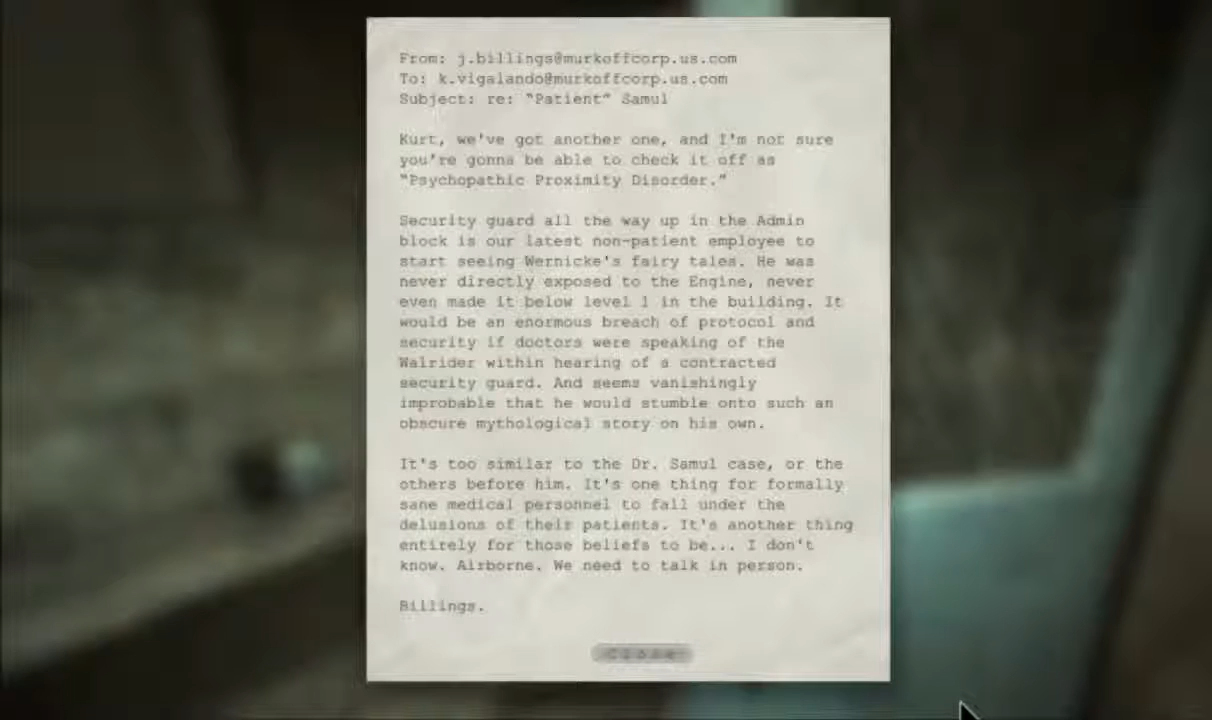 From: j.billings@murkoffcorp.us.com
To: k.vigalando@murkoffcorp.us.com
Subject: re: "Patient" Samul
Kurt, we've got another one, and I'm not sure
you're gonna be able to check it off as
"Psychopathic Proximity Disorder."
Security guard all the way up in the Admin
block is our latest non-patient employee to
start seeing Wernicke's fairy tales. He was
never directly exposed to the Engine, never
even made it below level 1 in the building. It
would be an enormous breach of protocol and
security if doctors were speaking of the
Walrider within hearing of a contracted
security guard. And seems vanishingly
improbable that he would stumble onto such an
obscure mythological story on his own.
It's too similar to the Dr. Samul case, or the
others before him. It's one thing for formally
sane medical personnel to fall under the
delusions of their patients. It's another thing
entirely for those beliefs to be... I don't
know. Airborne. We need to talk in person.
Billings.
Close